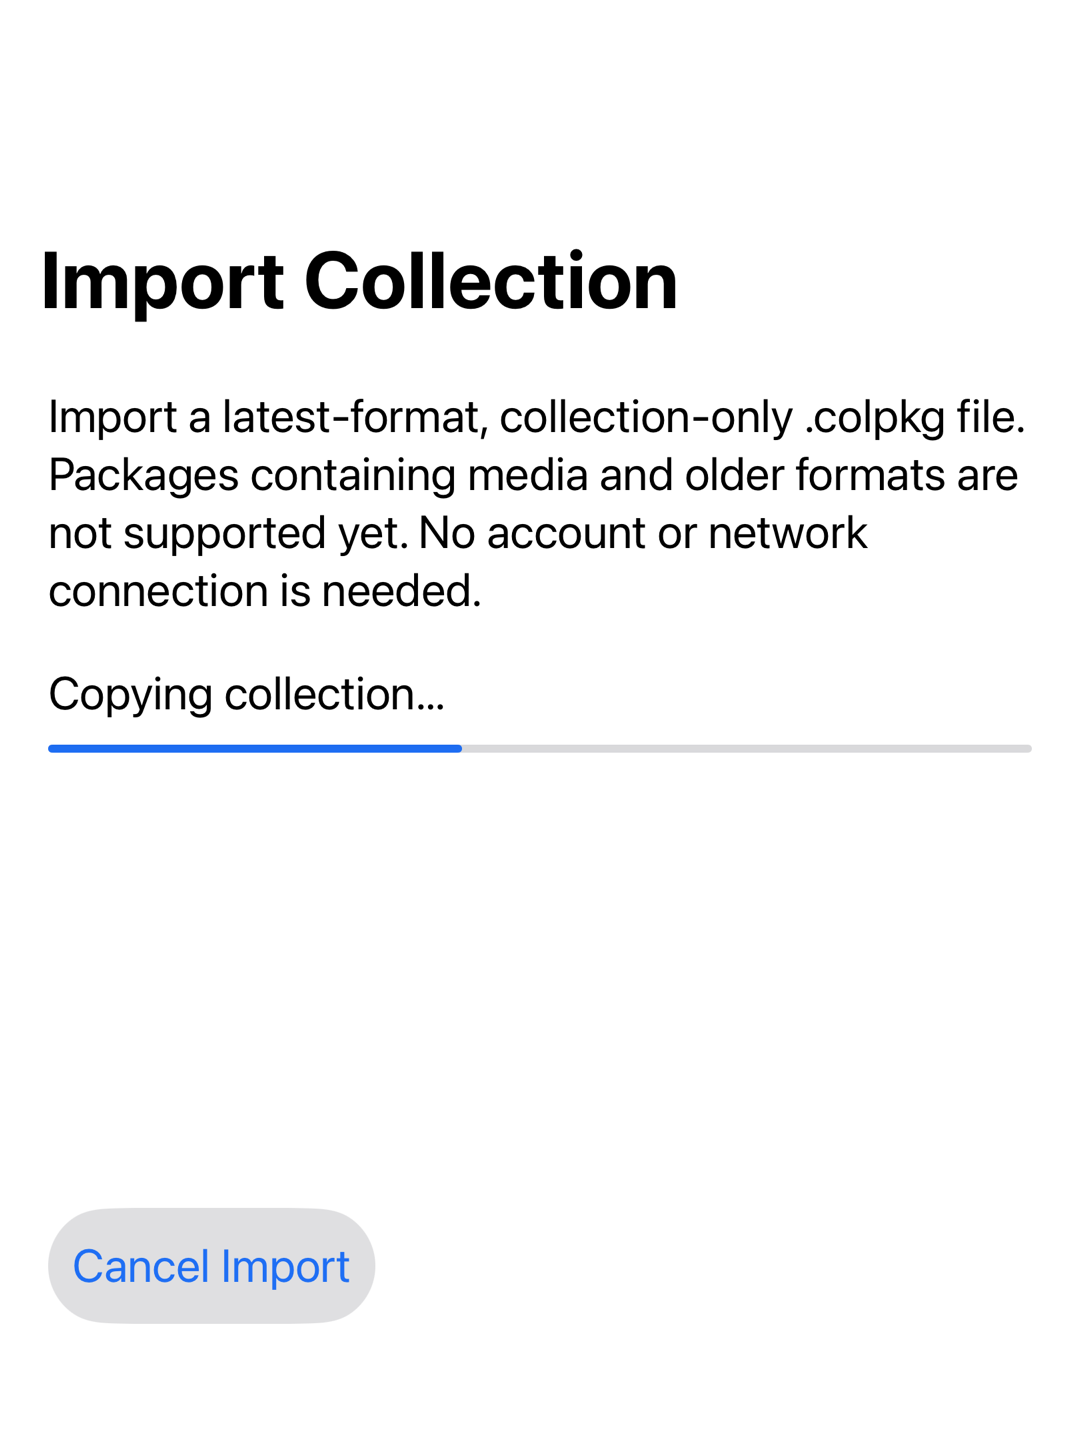 Import Collection
Import a latest-format, collection-only .colpkg file.
Packages containing media and older formats are
not supported yet. No account or network
connection is needed.
Copying collection...
Cancel Import